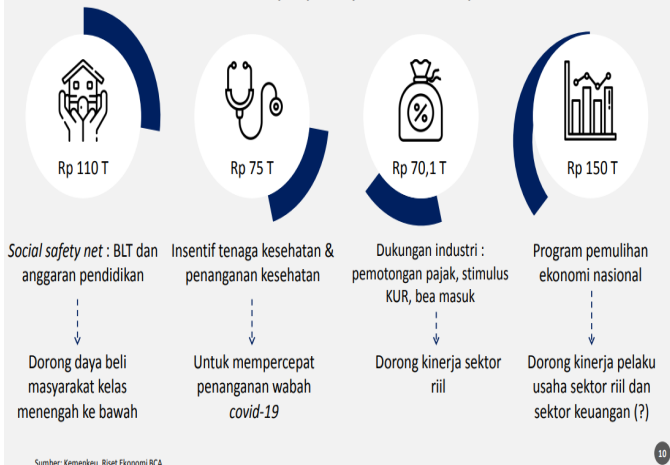 Rp 110 T
Rp 75 T
Rp 70,1 T
Rp 150 T
Social safety net : BLT dan
anggaran pendidikan
Insentif tenaga kesehatan &
penanganan kesehatan
Dukungan industri :
pemotongan pajak, stimulus
KUR, bea masuk
Program pemulihan
ekonomi nasional
Dorong daya beli
masyarakat kelas
menengah ke bawah
Untuk mempercepat
penanganan wabah
covid-19
Dorong kinerja sektor
riil
Dorong kinerja pelaku
usaha sektor riil dan
sektor keuangan (?)
Sumber: Kemenkeu, Riset Ekonomi BCA
10